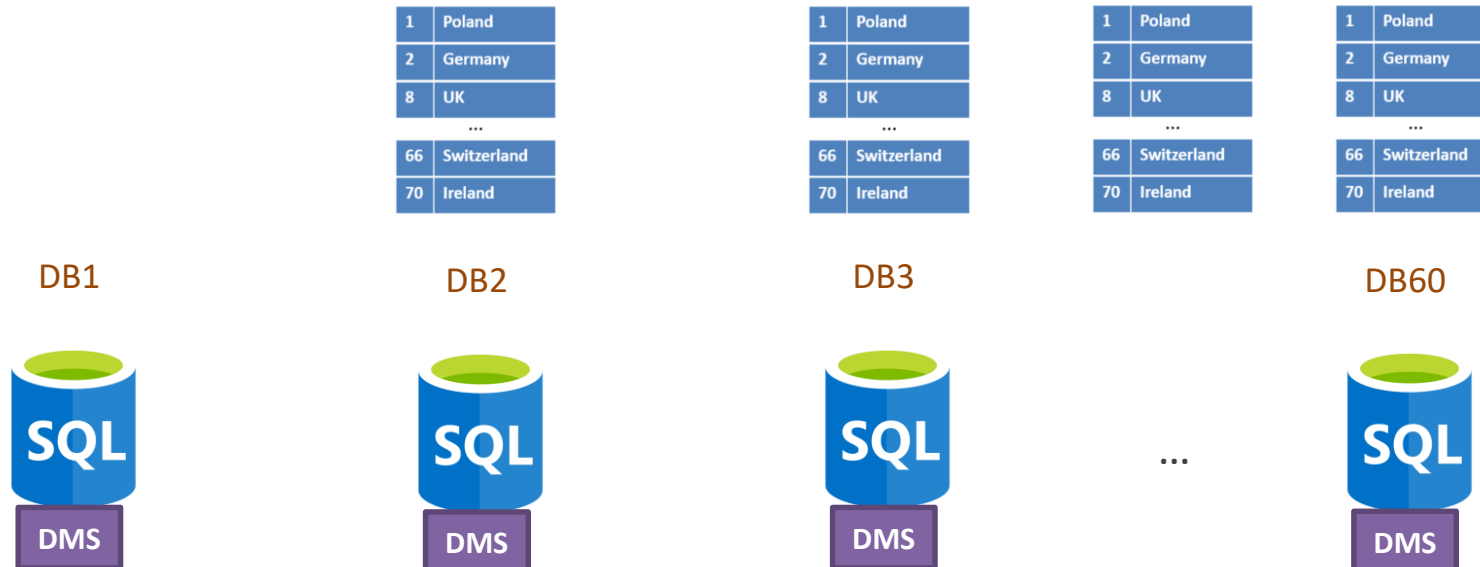 1 Poland 1 Poland 1 Poland 1 Poland
2 Germany 2 Germany 2 Germany 2 Germany
8 UK 8 UK 8 UK 8 UK
... ... ... ...
66 Switzerland 66 Switzerland 66 Switzerland 66 Switzerland
70 Ireland 70 Ireland 70 Ireland 70 Ireland
DB1 DB2 DB3 DB60
SQL SQL SQL ... SQL
DMS DMS DMS DMS